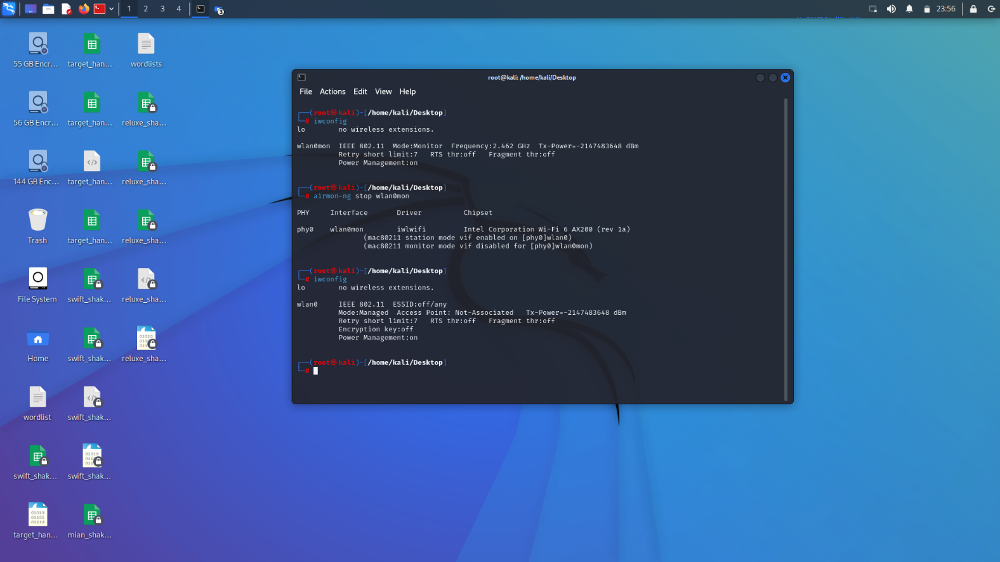 1 2 3 4
3
23:56
55 GB Encr...
target_han...
wordlists
56 GB Encr...
target_han...
reluxe_sha...
144 GB Enc...
target_han...
reluxe_sha...
Trash
target_han...
reluxe_sha...
File System
swift_shak...
reluxe_sha...
Home
swift_shak...
reluxe_sha...
wordlist
swift_shak...
swift_shak...
swift_shak...
target_han...
mian_shak...
root@kali: /home/kali/Desktop
File Actions Edit View Help
┌──(root㉿kali)-[/home/kali/Desktop]
└─# iwconfig
lo        no wireless extensions.
wlan0mon  IEEE 802.11  Mode:Monitor  Frequency:2.462 GHz  Tx-Power=-2147483648 dBm
Retry short limit:7   RTS thr:off   Fragment thr:off
Power Management:on
┌──(root㉿kali)-[/home/kali/Desktop]
└─# airmon-ng stop wlan0mon
PHY     Interface       Driver          Chipset
phy0    wlan0mon        iwlwifi         Intel Corporation Wi-Fi 6 AX200 (rev 1a)
(mac80211 station mode vif enabled on [phy0]wlan0)
(mac80211 monitor mode vif disabled for [phy0]wlan0mon)
┌──(root㉿kali)-[/home/kali/Desktop]
└─# iwconfig
lo        no wireless extensions.
wlan0     IEEE 802.11  ESSID:off/any
Mode:Managed  Access Point: Not-Associated   Tx-Power=-2147483648 dBm
Retry short limit:7   RTS thr:off   Fragment thr:off
Encryption key:off
Power Management:on
┌──(root㉿kali)-[/home/kali/Desktop]
└─#